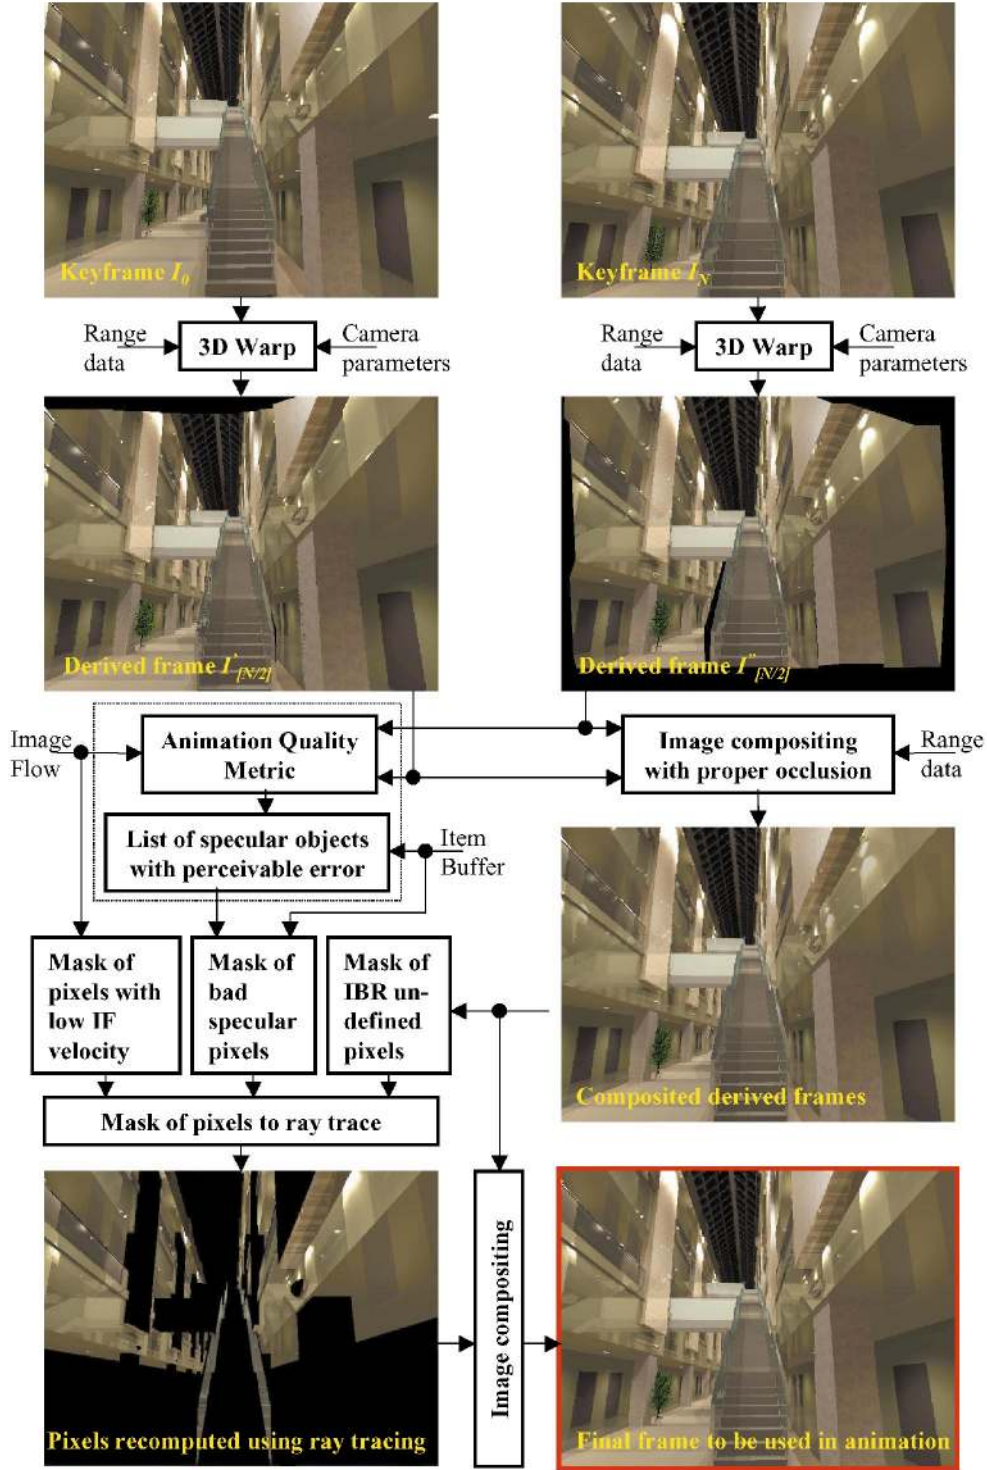 Keyframe I0
Keyframe IN
Range
data
3D Warp
Camera
parameters
Range
data
3D Warp
Camera
parameters
Derived frame I'[N/2]
Derived frame I"[N/2]
Image
Flow
Animation Quality
Metric
Image compositing
with proper occlusion
Range
data
List of specular objects
with perceivable error
Item
Buffer
Mask of
pixels with
low IF
velocity
Mask of
bad
specular
pixels
Mask of
IBR un-
defined
pixels
Composited derived frames
Mask of pixels to ray trace
Image compositing
Pixels recomputed using ray tracing
Final frame to be used in animation